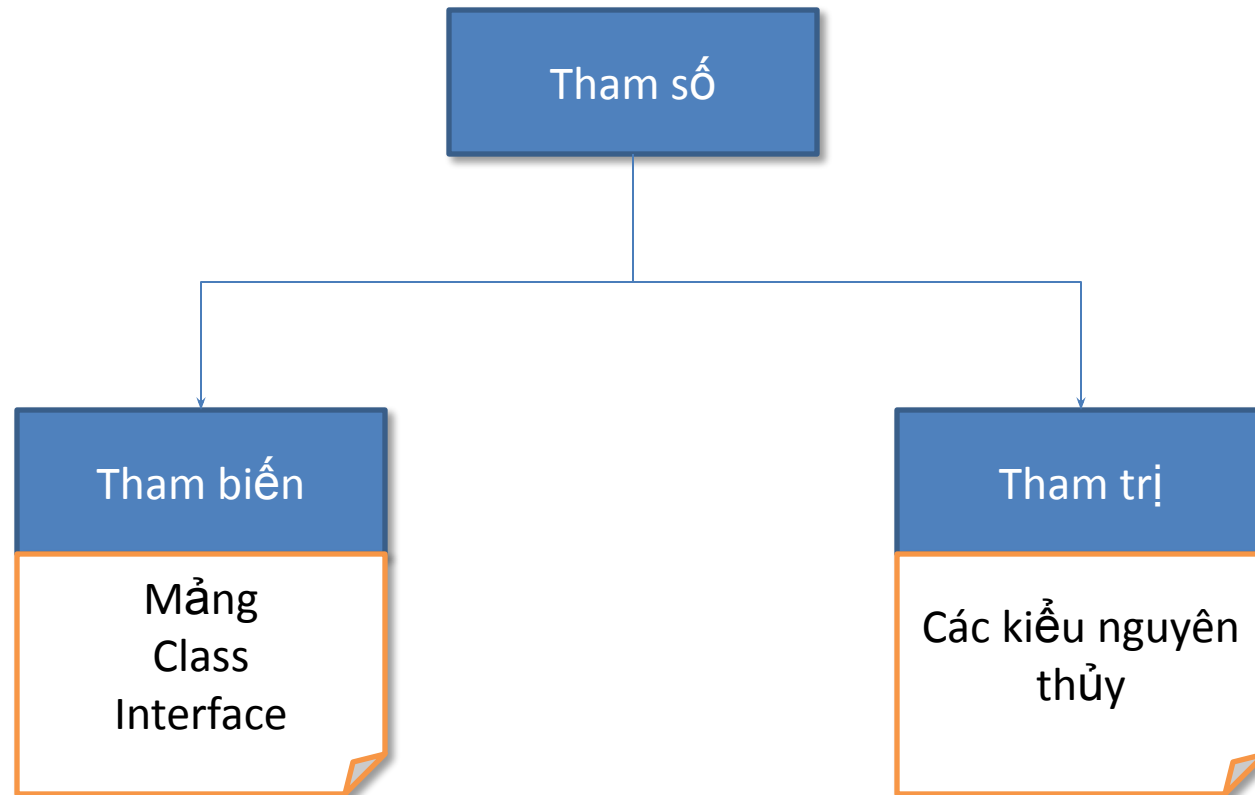 Tham số
Tham biến
Tham trị
Mảng
Class
Interface
Các kiểu nguyên
thủy